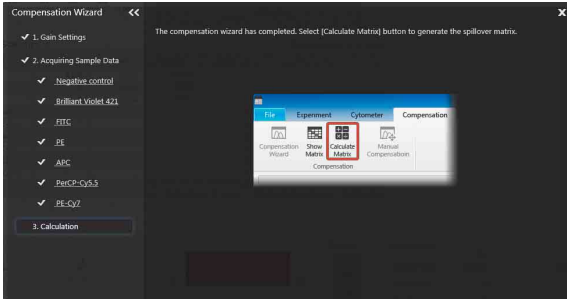 Compensation Wizard <<
X
✔ 1. Gain Settings
✔ 2. Acquiring Sample Data
✔ Negative control
✔ Brilliant Violet 421
✔ FITC
✔ PE
✔ APC
✔ PerCP-Cy5.5
✔ PE-Cy7
3. Calculation
The compensation wizard has completed. Select [Calculate Matrix] button to generate the spillover matrix.
File Experiment Cytometer Compensation
Compensation Wizard
Show Matrix
Calculate Matrix
Manual Compensation
Compensation